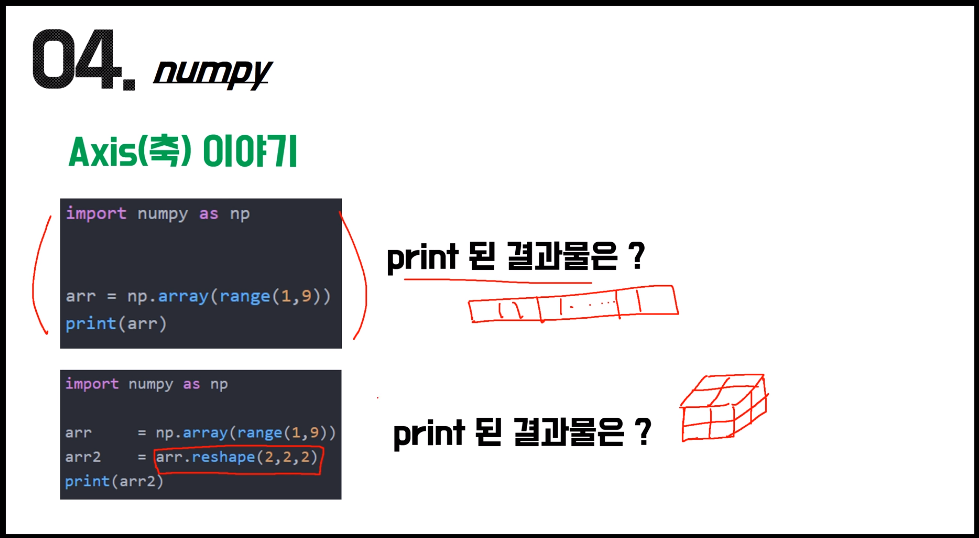 04. numpy
Axis(축) 이야기
import numpy as np
arr = np.array(range(1,9))
print(arr)
print 된 결과물은 ?
import numpy as np
arr = np.array(range(1,9))
arr2 = arr.reshape(2,2,2)
print(arr2)
print 된 결과물은 ?